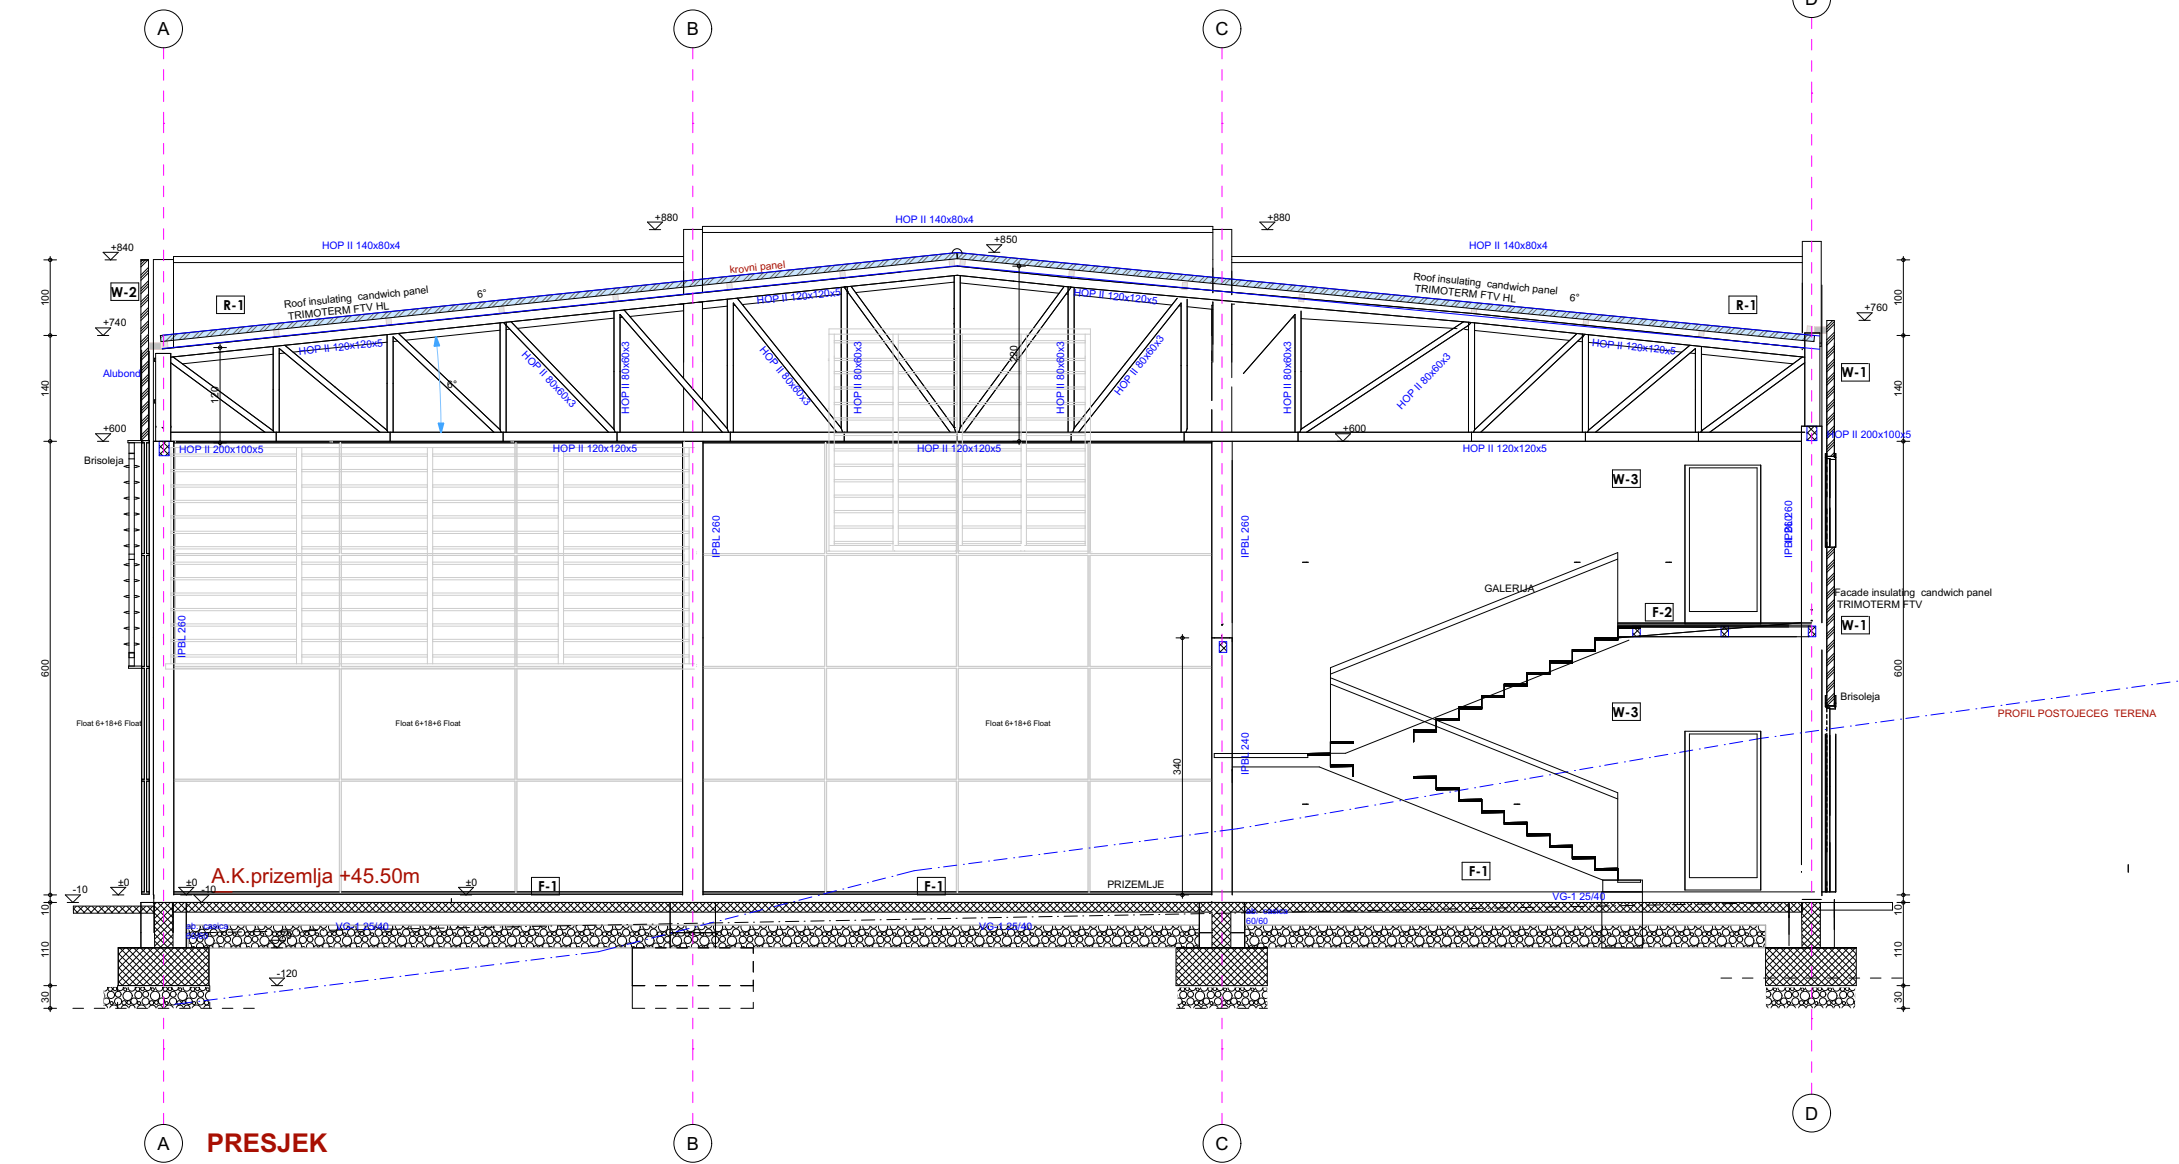 A
B
C
D
+880
HOP II 140x80x4
+880
+840
HOP II 140x80x4
+850
HOP II 140x80x4
krovni panel
W-2
R-1
Roof insulating candwich panel
TRIMOTERM FTV HL
6°
HOP II 120x120x5
HOP II 120x120x5
Roof insulating candwich panel
TRIMOTERM FTV HL
6°
R-1
100
100
+740
+760
HOP II 120x120x5
HOP II 120x120x5
Alubond
120
6°
HOP II 80x60x3
HOP II 80x60x3
HOP II 80x60x3
HOP II 80x60x3
HOP II 80x60x3
HOP II 80x60x3
HOP II 80x60x3
HOP II 80x60x3
W-1
140
140
+600
+600
HOP II 200x100x5
Brisoleja
HOP II 200x100x5
HOP II 120x120x5
HOP II 120x120x5
HOP II 120x120x5
W-3
IPBL 260
IPBL 260
IPBL 260
IPBL 260
GALERIJA
F-2
Facade insulating candwich panel
TRIMOTERM FTV
W-1
600
600
Brisoleja
W-3
PROFIL POSTOJECEG TERENA
Float 6+18+6 Float
Float 6+18+6 Float
Float 6+18+6 Float
IPBL 240
340
A.K.prizemlja +45.50m
-10
±0
±0
-10
±0
F-1
F-1
PRIZEMLJE
F-1
VG-1 25/40
10
10
ab. casica
VG-1 25/40
VG-1 25/40
60/60
110
110
-120
30
30
A
PRESJEK
B
C
D